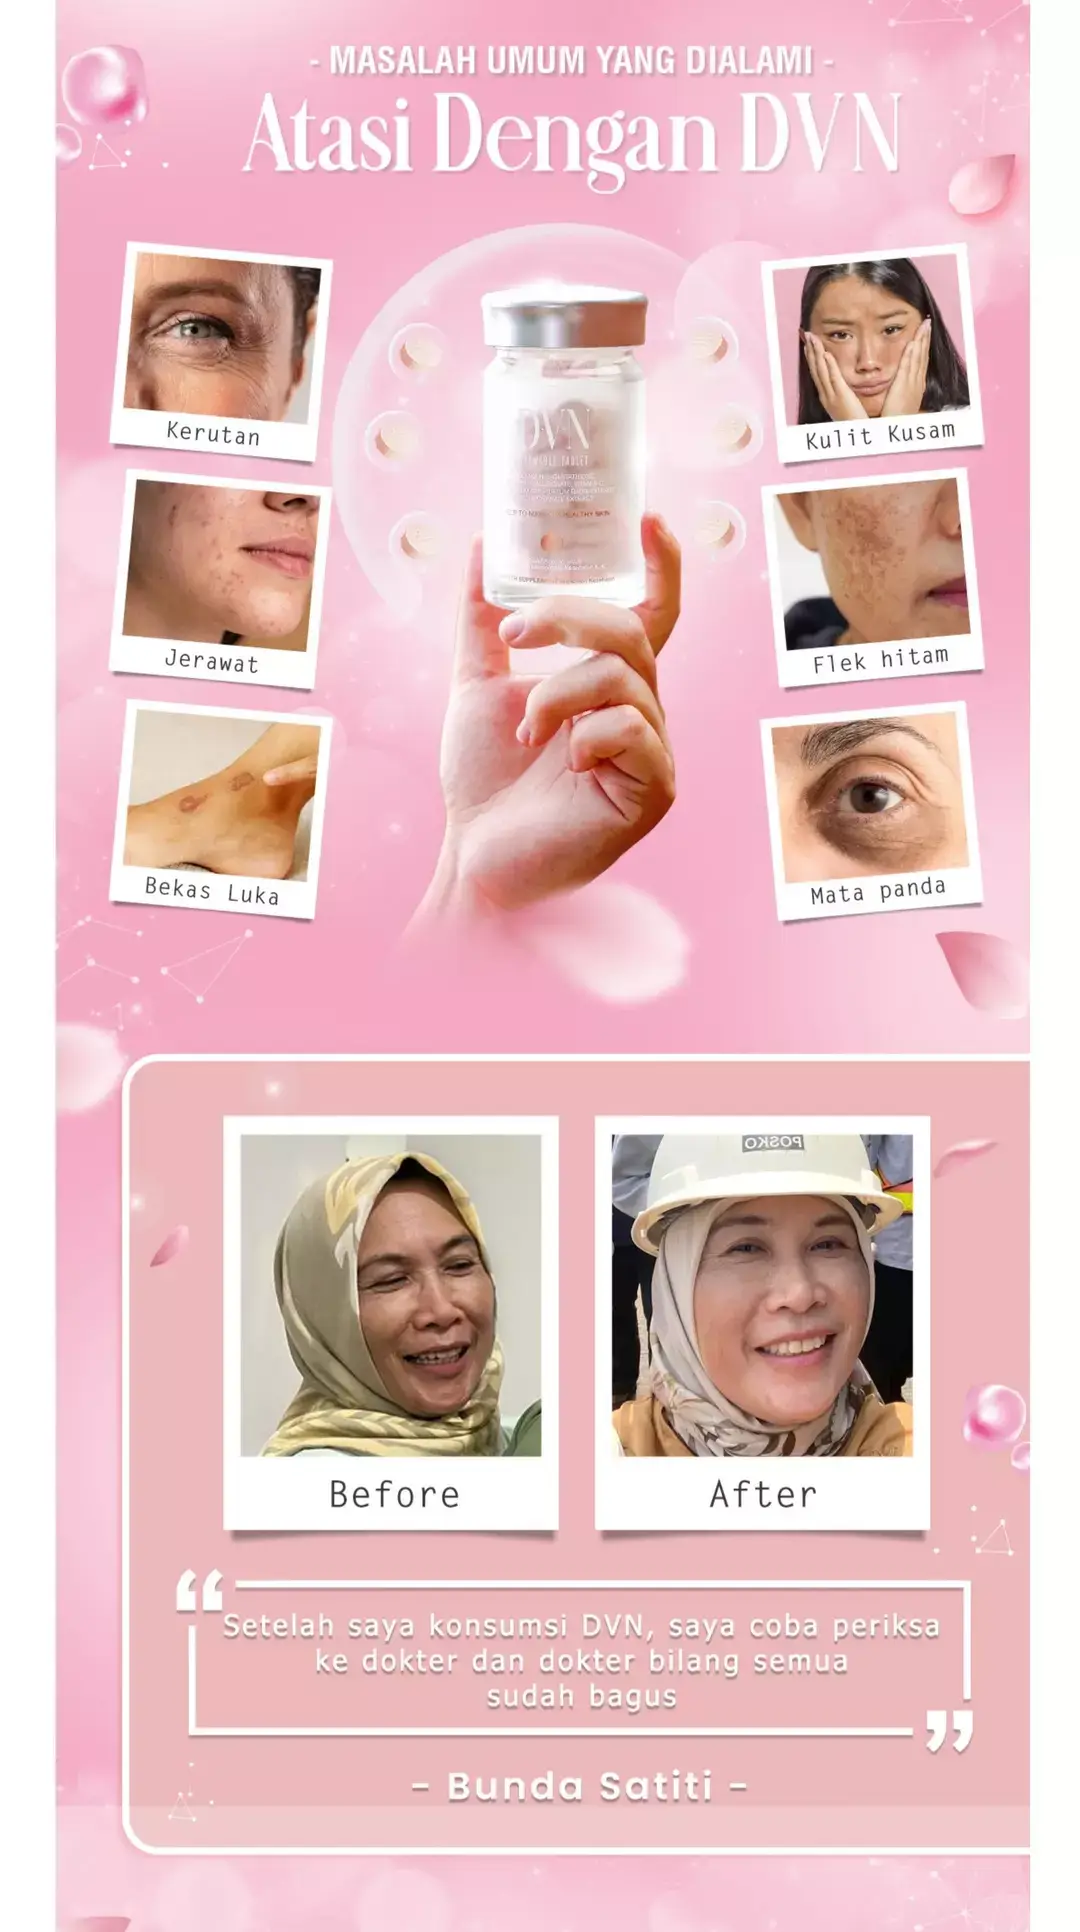 - MASALAH UMUM YANG DIALAMI -
Atasi Dengan DVN
Kerutan
Kulit Kusam
DVN
TABLET
HEALTHY SKIN
Jerawat
Flek hitam
Bekas Luka
Mata panda
POSKO
Before
After
“Setelah saya konsumsi DVN, saya coba periksa
ke dokter dan dokter bilang semua
sudah bagus”
- Bunda Satiti -